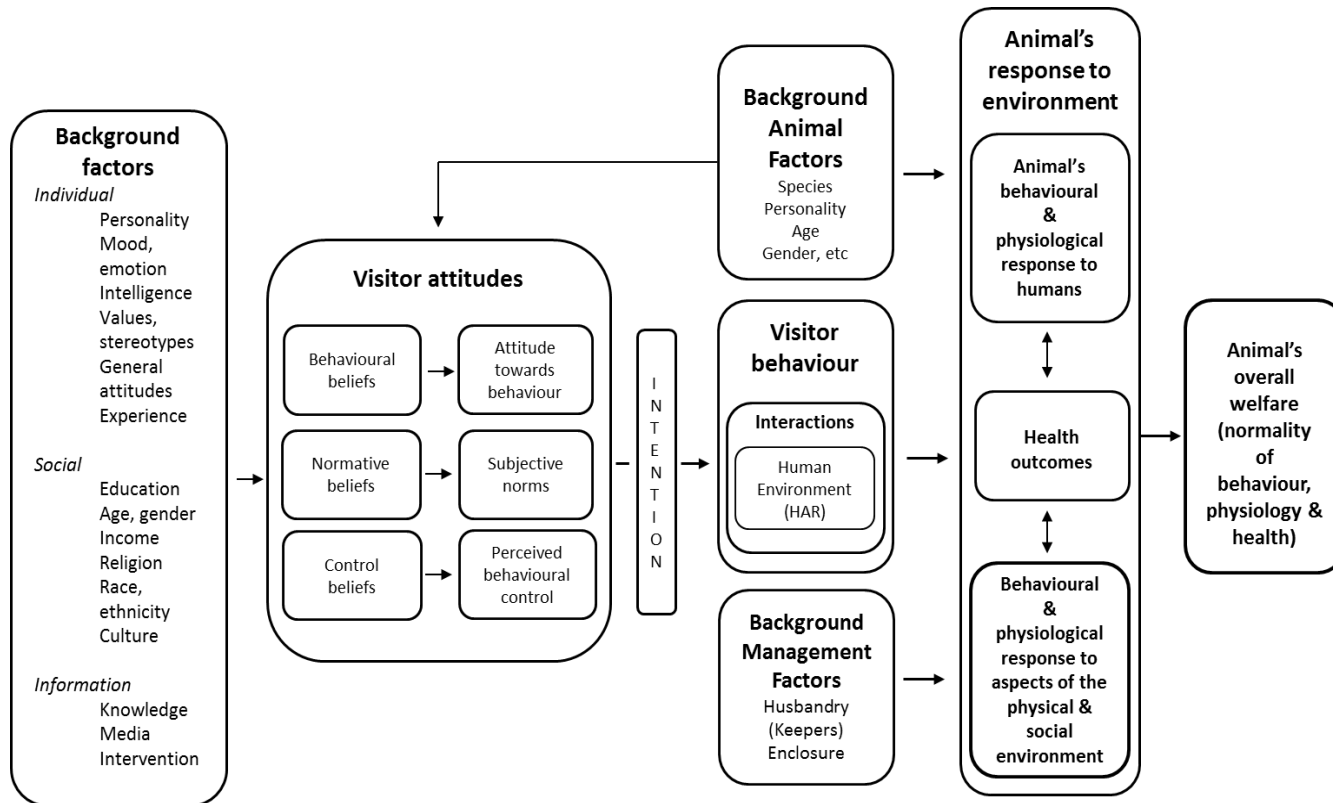 Background
factors
Individual
Personality
Mood,
emotion
Intelligence
Values,
stereotypes
General
attitudes
Experience
Social
Education
Age, gender
Income
Religion
Race,
ethnicity
Culture
Information
Knowledge
Media
Intervention
Visitor attitudes
Behavioural
beliefs
Attitude
towards
behaviour
Normative
beliefs
Subjective
norms
Control
beliefs
Perceived
behavioural
control
INTENTION
Background
Animal
Factors
Species
Personality
Age
Gender, etc
Visitor
behaviour
Interactions
Human
Environment
(HAR)
Background
Management
Factors
Husbandry
(Keepers)
Enclosure
Animal’s
response to
environment
Animal’s
behavioural
&
physiological
response to
humans
Health
outcomes
Behavioural
&
physiological
response to
aspects of the
physical &
social
environment
Animal’s
overall
welfare
(normality
of
behaviour,
physiology &
health)